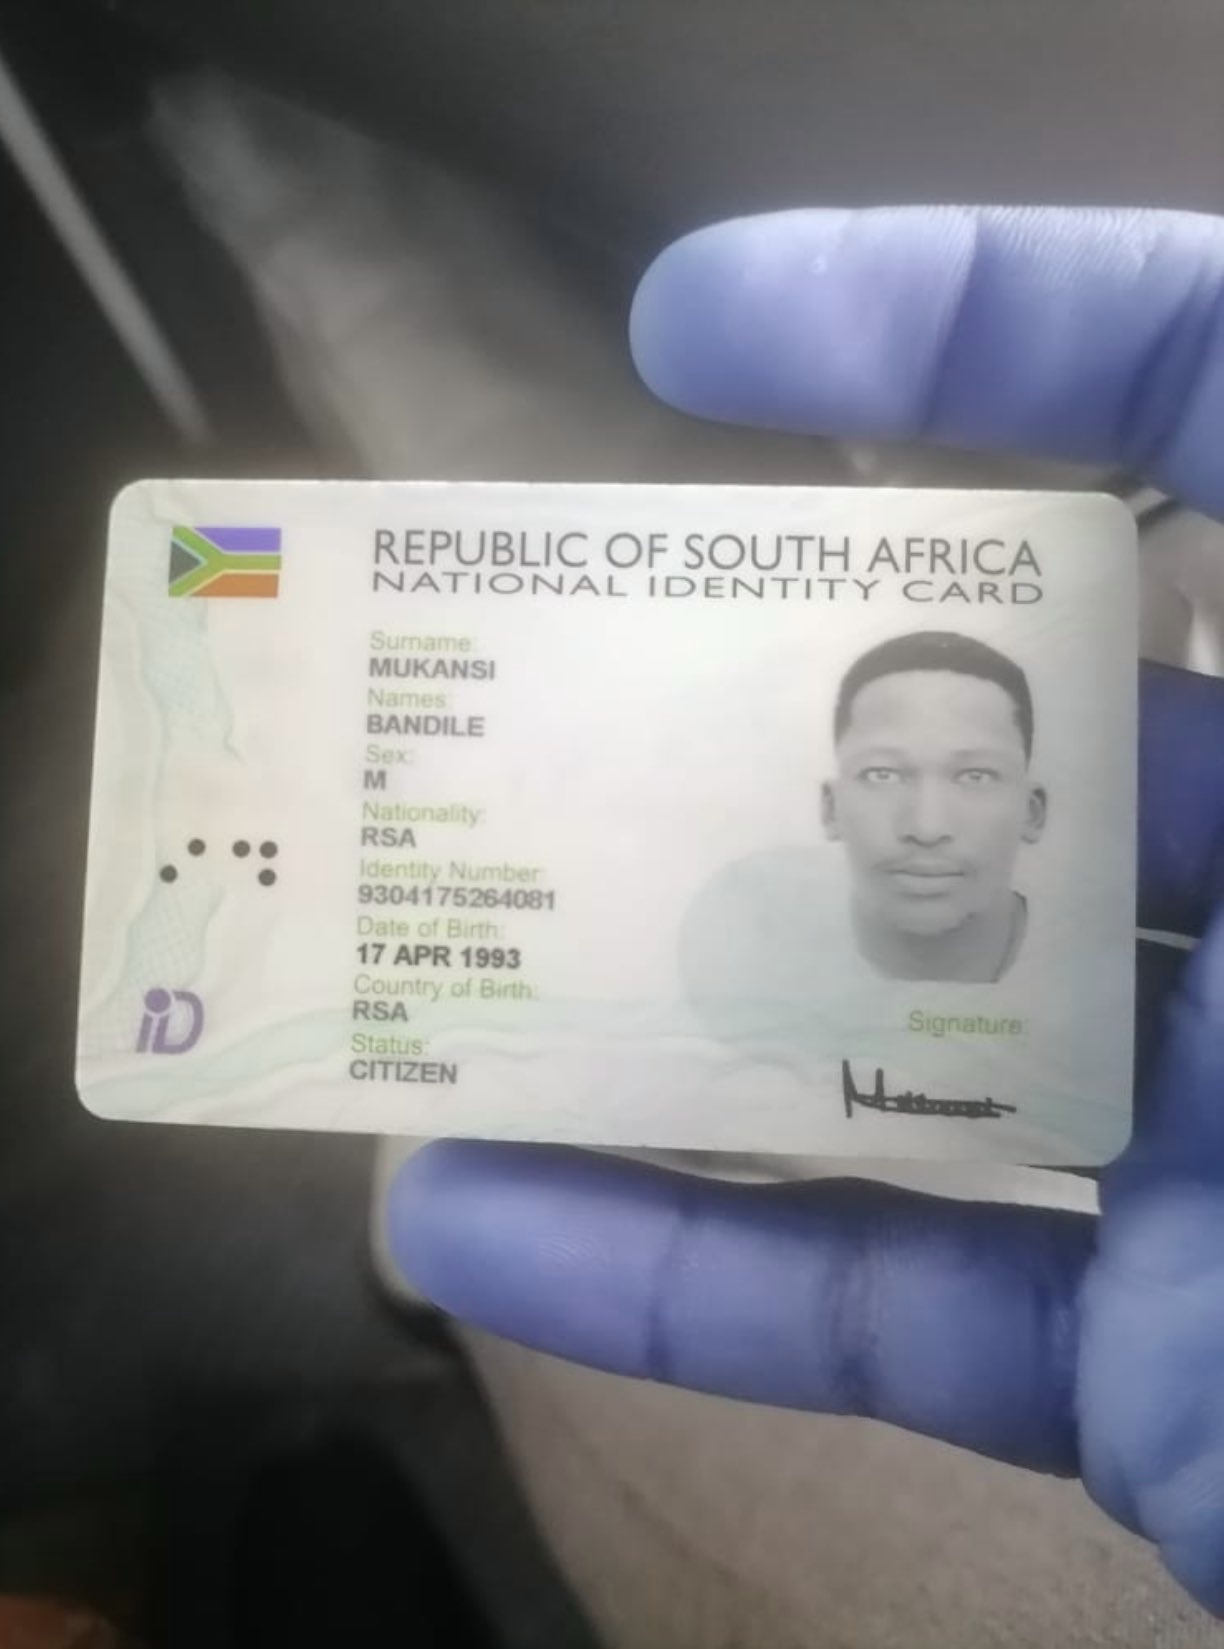 REPUBLIC OF SOUTH AFRICA
NATIONAL IDENTITY CARD
Surname:
MUKANSI
Names:
BANDILE
Sex:
M
Nationality:
RSA
Identity Number:
9304175264081
Date of Birth:
17 APR 1993
Country of Birth:
RSA
Status:
CITIZEN
Signature:
iD